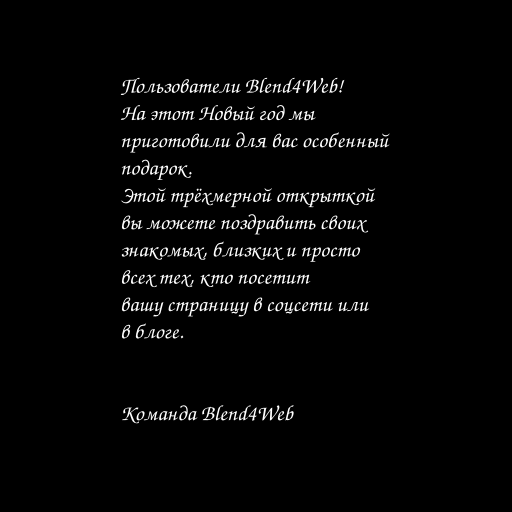 Пользователи Blend4Web!
На этот Новый год мы
приготовили для вас особенный
подарок.
Этой трёхмерной открыткой
вы можете поздравить своих
знакомых, близких и просто
всех тех, кто посетит
вашу страницу в соцсети или
в блоге.
Команда Blend4Web